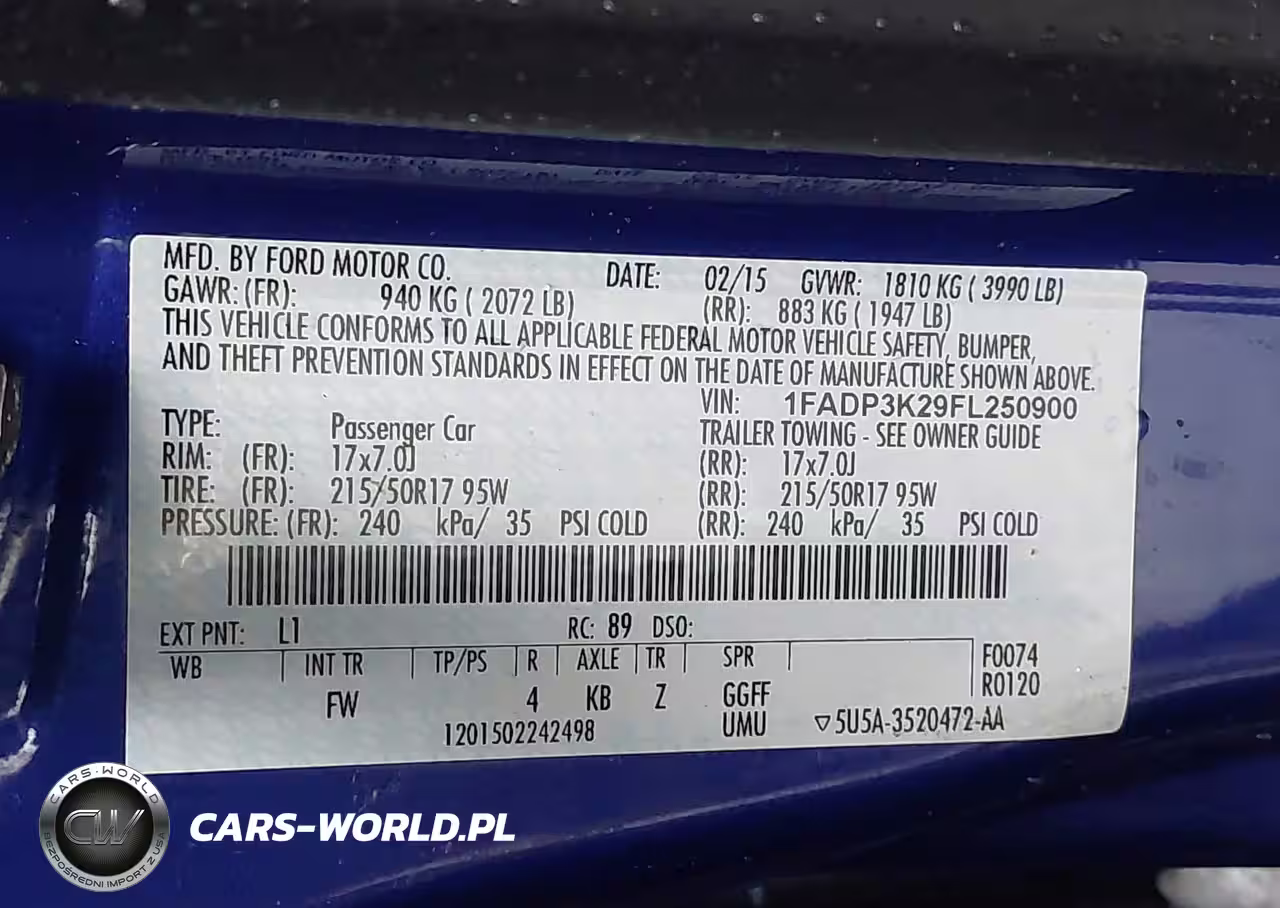 MFD. BY FORD MOTOR CO. DATE: 02/15 GVWR: 1810 KG ( 3990 LB)
GAWR: (FR): 940 KG ( 2072 LB) (RR): 883 KG ( 1947 LB)
THIS VEHICLE CONFORMS TO ALL APPLICABLE FEDERAL MOTOR VEHICLE SAFETY, BUMPER,
AND THEFT PREVENTION STANDARDS IN EFFECT ON THE DATE OF MANUFACTURE SHOWN ABOVE.
VIN: 1FADP3K29FL250900
TYPE: Passenger Car TRAILER TOWING - SEE OWNER GUIDE
RIM: (FR): 17x7.0J (RR): 17x7.0J
TIRE: (FR): 215/50R17 95W (RR): 215/50R17 95W
PRESSURE: (FR): 240 kPa/ 35 PSI COLD (RR): 240 kPa/ 35 PSI COLD
EXT PNT: L1 RC: 89 DSO:
WB INT TR TP/PS R AXLE TR SPR F0074
FW 4 KB Z GGFF R0120
1201502242498 UMU ▽5U5A-3520472-AA
CARS-WORLD
CW
BEZPOŚREDNI IMPORT Z USA
CARS-WORLD.PL